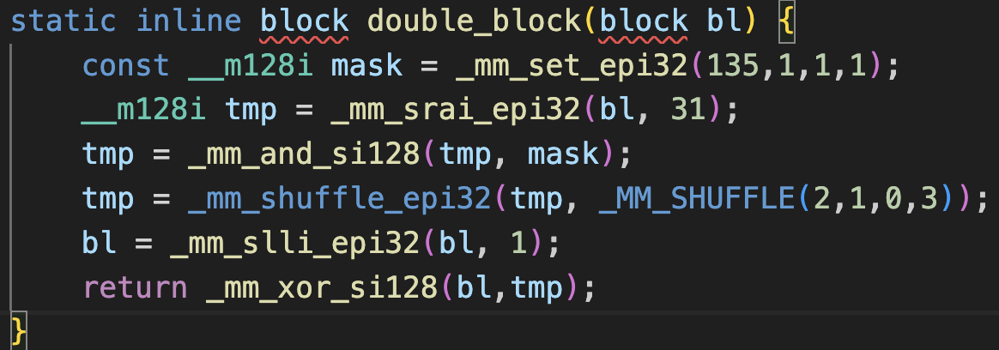 static inline block double_block(block bl) {
    const __m128i mask = _mm_set_epi32(135,1,1,1);
    __m128i tmp = _mm_srai_epi32(bl, 31);
    tmp = _mm_and_si128(tmp, mask);
    tmp = _mm_shuffle_epi32(tmp, _MM_SHUFFLE(2,1,0,3));
    bl = _mm_slli_epi32(bl, 1);
    return _mm_xor_si128(bl,tmp);
}